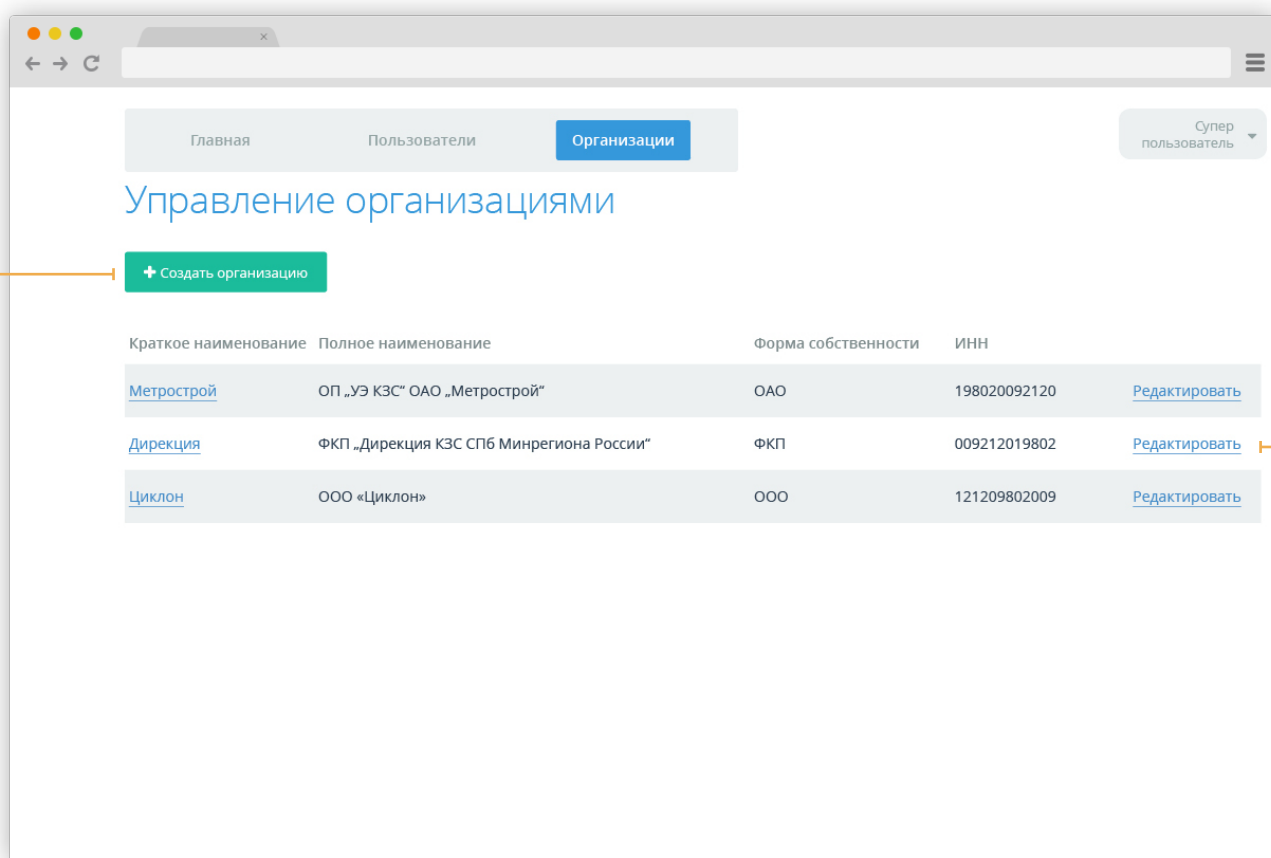 Главная Пользователи Организации
Супер
пользователь
Управление организациями
Создать организацию
Краткое наименование Полное наименование Форма собственности ИНН
Метрострой ОП „УЭ КЗС“ ОАО „Метрострой“ ОАО 198020092120 Редактировать
Дирекция ФКП „Дирекция КЗС СПб Минрегиона России“ ФКП 009212019802 Редактировать
Циклон ООО «Циклон» ООО 121209802009 Редактировать